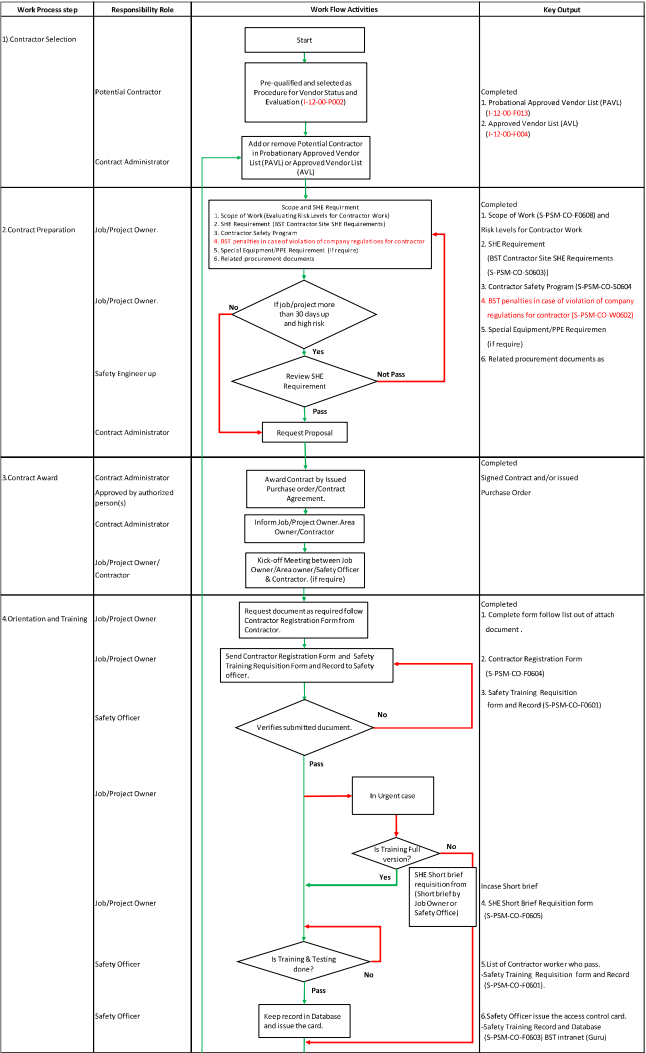 Work Process step
Responsibility Role
Work Flow Activities
Key Output
1) Contractor Selection
Start
Potential Contractor
Pre-qualified and selected as
Procedure for Vendor Status and
Evaluation (I-12-00-P002)
Completed
1. Probational Approved Vendor List (PAVL)
(I-12-00-F013)
2. Approved Vendor List (AVL)
(I-12-00-F004)
Contract Administrator
Add or remove Potential Contractor
in Probationary Approved Vendor
List (PAVL) or Approved Vendor List
(AVL)
2.Contract Preparation
Job/Project Owner.
Scope and SHE Requirment
1. Scope of Work (Evaluating Risk Levels for Contractor Work)
2. SHE Requirement (BST Contractor Site SHE Requirements)
3. Contractor Safety Program
4. BST penalties in case of violation of company regulations for contractor
5. Special Equipment/PPE Requirement (if require)
6. Related procurement documents
Completed
1. Scope of Work (S-PSM-CO-F0608) and
Risk Levels for Contractor Work
2. SHE Requirement
(BST Contractor Site SHE Requirements
(S-PSM-CO-S0603)]
3. Contractor Safety Program (S-PSM-CO-S0604
4. BST penalties in case of violation of company
regulations for contractor (S-PSM-CO-W0602)
5. Special Equipment/PPE Requiremen
(if require)
6. Related procurement documents as
Job/Project Owner.
No
If job/project more
than 30 days up
and high risk
Yes
Safety Engineer up
Review SHE
Requirement
Not Pass
Pass
Contract Administrator
Request Proposal
3.Contract Award
Contract Administrator
Approved by authorized
person(s)
Award Contract by Issued
Purchase order/Contract
Agreement.
Completed
Signed Contract and/or issued
Purchase Order
Contract Administrator
Inform Job/Project Owner.Area
Owner/Contractor
Job/Project Owner/
Contractor
Kick-off Meeting between Job
Owner/Area owner/Safety Officer
& Contractor. (if require)
4.Orientation and Training
Job/Project Owner
Request document as required follow
Contractor Registration Form from
Contractor.
Completed
1. Complete form follow list out of attach
document .
Job/Project Owner
Send Contractor Registration Form and Safety
Training Requisition Form and Record to Safety
officer.
2. Contractor Registration Form
(S-PSM-CO-F0604)
3. Safety Training Requisition
form and Record (S-PSM-CO-F0601)
Safety Officer
Verifies submitted ducument.
No
Pass
Job/Project Owner
In Urgent case
Is Training Full
version?
No
Yes
SHE Short brief
requisition from
(Short brief by
Job Owner or
Safety Office)
Job/Project Owner
Incase Short brief
4. SHE Short Brief Requisition form
(S-PSM-CO-F0605)
Safety Officer
Is Training & Testing
done?
No
Pass
5.List of Contractor worker who pass.
-Safety Training Requisition form and Record
(S-PSM-CO-F0601).
Safety Officer
Keep record in Database
and issue the card.
6.Safety Officer issue the access control card.
-Safety Training Record and Database
(S-PSM-CO-F0603) BST intranet (Guru)